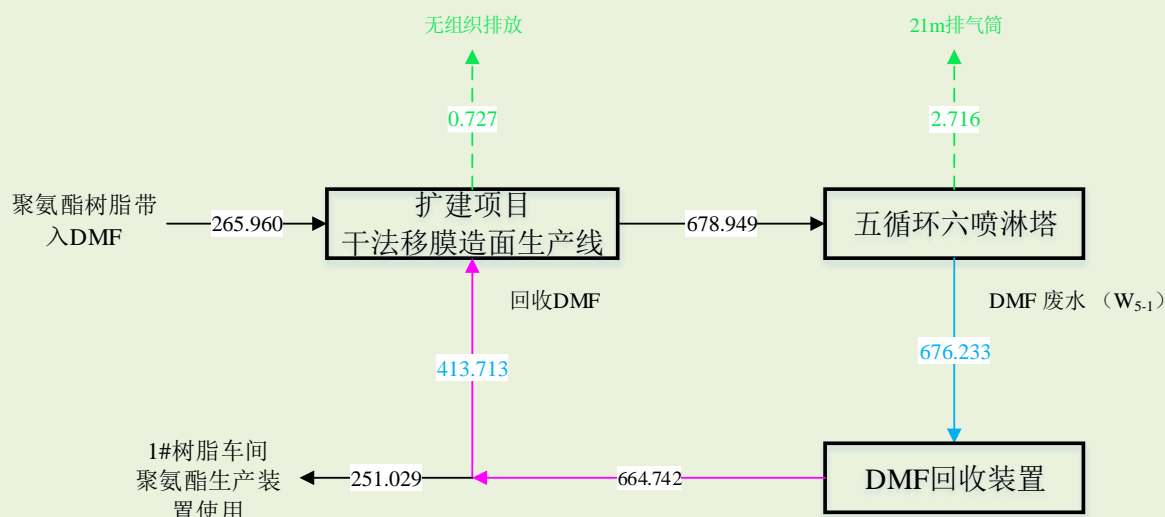 无组织排放
21m排气筒
0.727
2.716
聚氨酯树脂带
入DMF
265.960
扩建项目
干法移膜造面生产线
678.949
五循环六喷淋塔
回收DMF
DMF 废水 （W5-1）
413.713
676.233
1#树脂车间
聚氨酯生产装
置使用
251.029
664.742
DMF回收装置